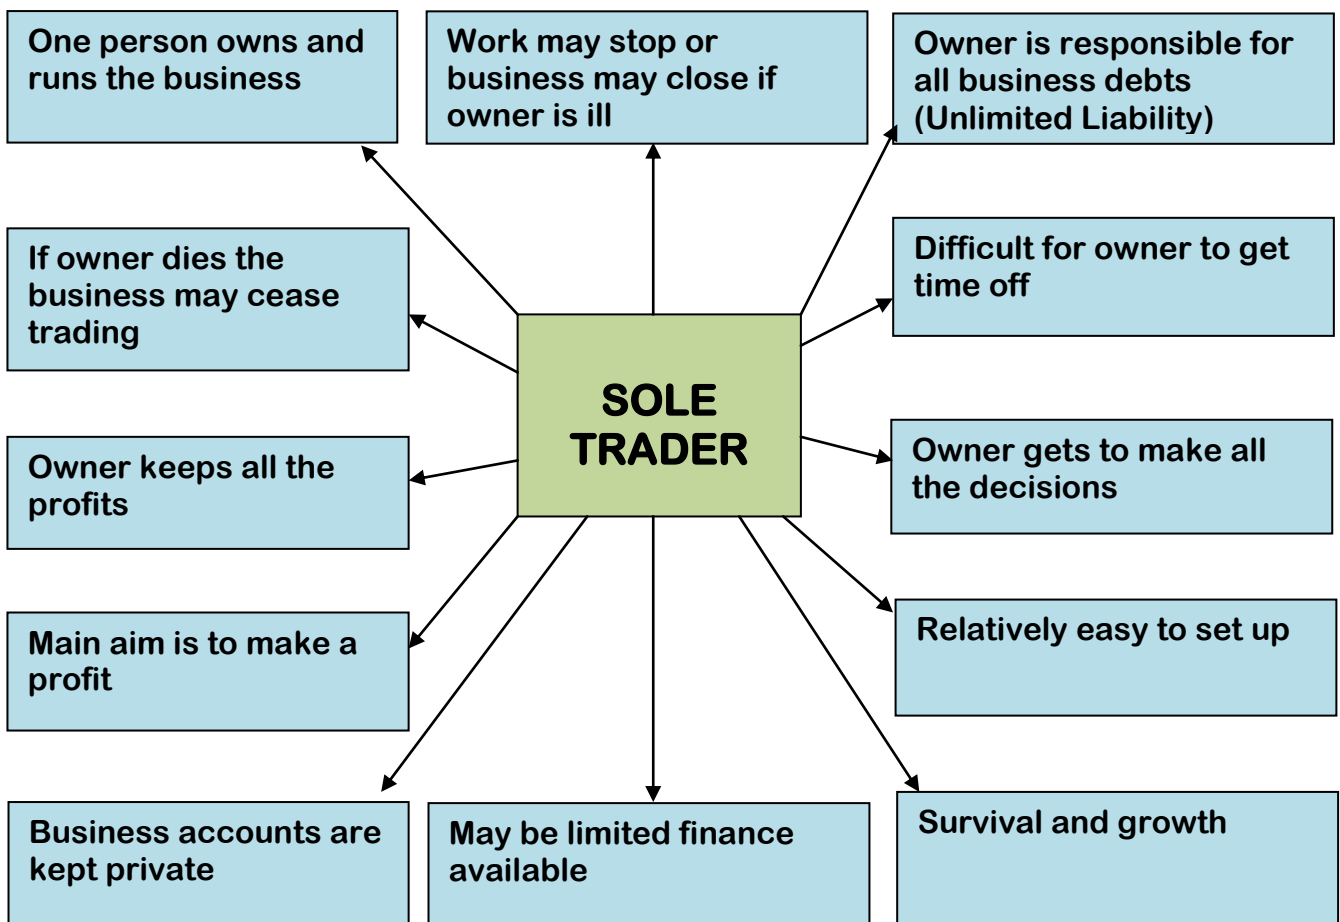 One person owns and
runs the business
Work may stop or
business may close if
owner is ill
Owner is responsible for
all business debts
(Unlimited Liability)
If owner dies the
business may cease
trading
Difficult for owner to get
time off
SOLE
TRADER
Owner keeps all the
profits
Owner gets to make all
the decisions
Main aim is to make a
profit
Relatively easy to set up
Business accounts are
kept private
May be limited finance
available
Survival and growth